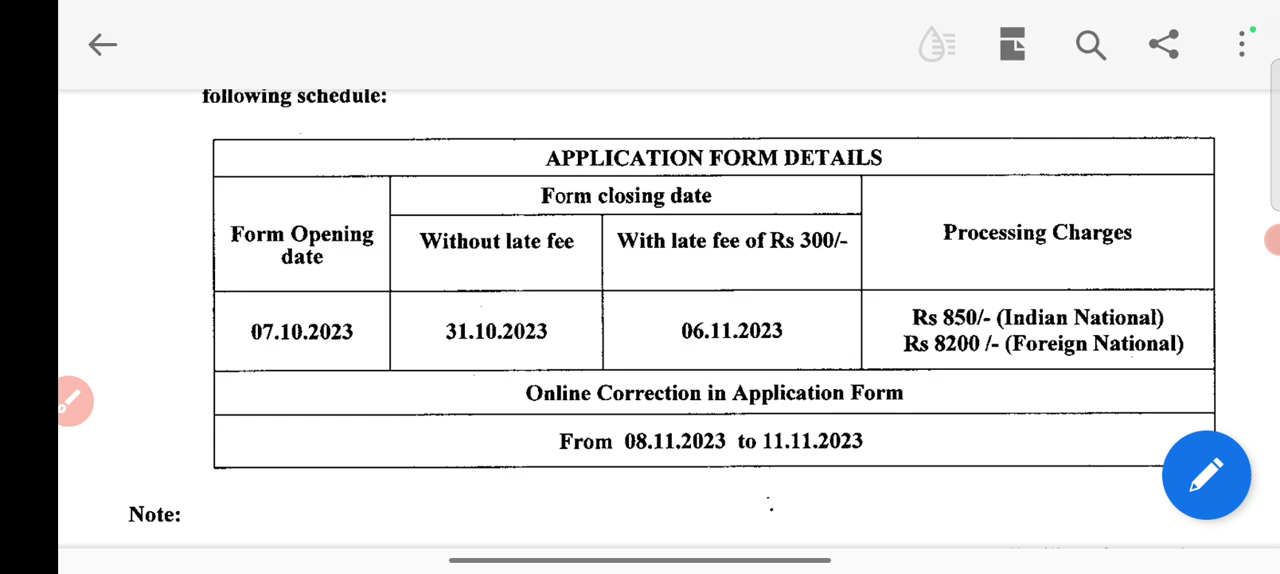 following schedule:
APPLICATION FORM DETAILS
Form Opening
date
Form closing date
Without late fee
With late fee of Rs 300/-
Processing Charges
07.10.2023
31.10.2023
06.11.2023
Rs 850/- (Indian National)
Rs 8200 /- (Foreign National)
Online Correction in Application Form
From 08.11.2023 to 11.11.2023
Note: